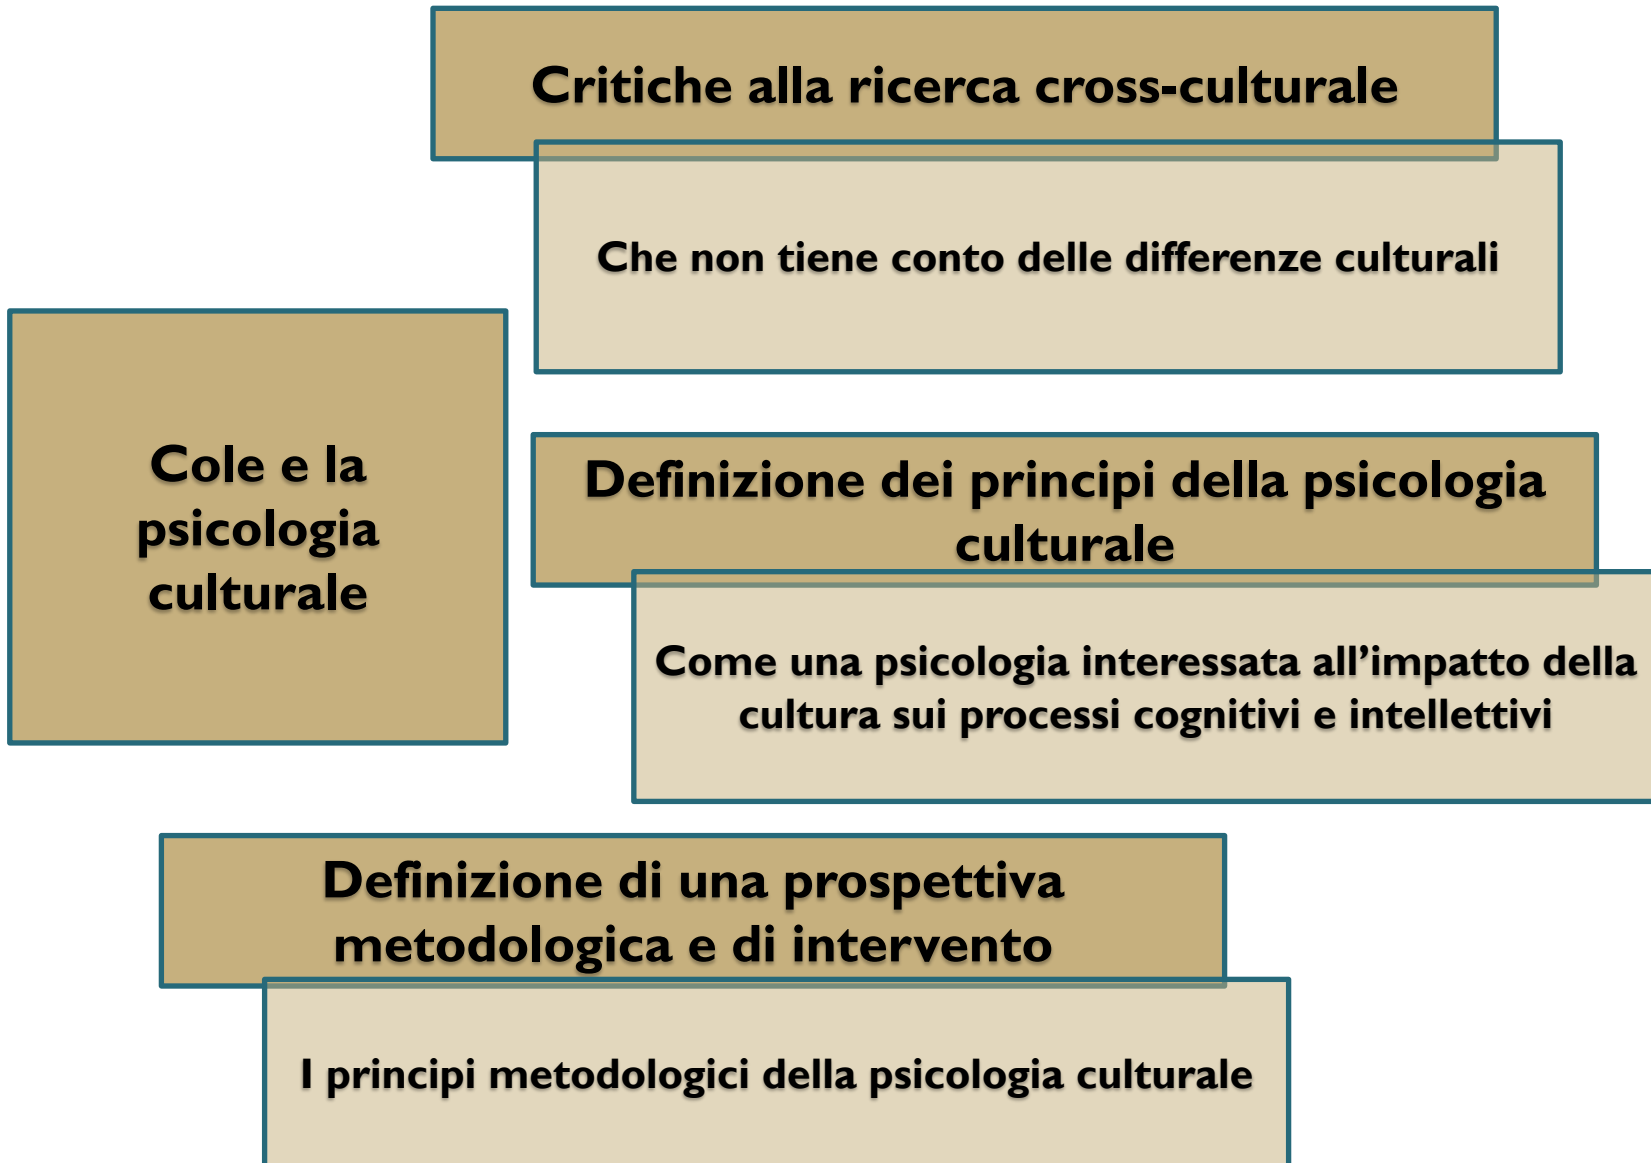 Critiche alla ricerca cross-culturale
Che non tiene conto delle differenze culturali
Cole e la
psicologia
culturale
Definizione dei principi della psicologia
culturale
Come una psicologia interessata all’impatto della
cultura sui processi cognitivi e intellettivi
Definizione di una prospettiva
metodologica e di intervento
I principi metodologici della psicologia culturale